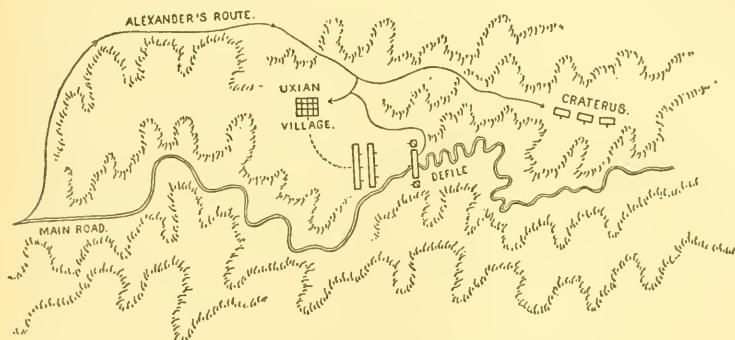 ALEXANDER'S ROUTE.
UXIAN
VILLAGE.
CRATERUS.
DEFILE
MAIN ROAD.